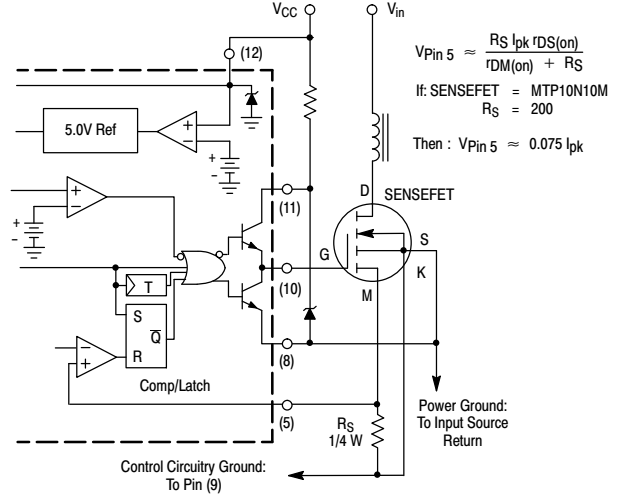 VCC
Vin
(12)
VPin 5 ≈ RS Ipk rDS(on)
rDM(on) + RS
If: SENSEFET = MTP10N10M
RS = 200
Then : VPin 5 ≈ 0.075 Ipk
5.0V Ref
+
–
+
–
D
SENSEFET
(11)
+
–
+
–
G
S
K
M
(10)
T
S
Q
R
–
+
(8)
Comp/Latch
(5)
RS
1/4 W
Power Ground:
To Input Source
Return
Control Circuitry Ground:
To Pin (9)